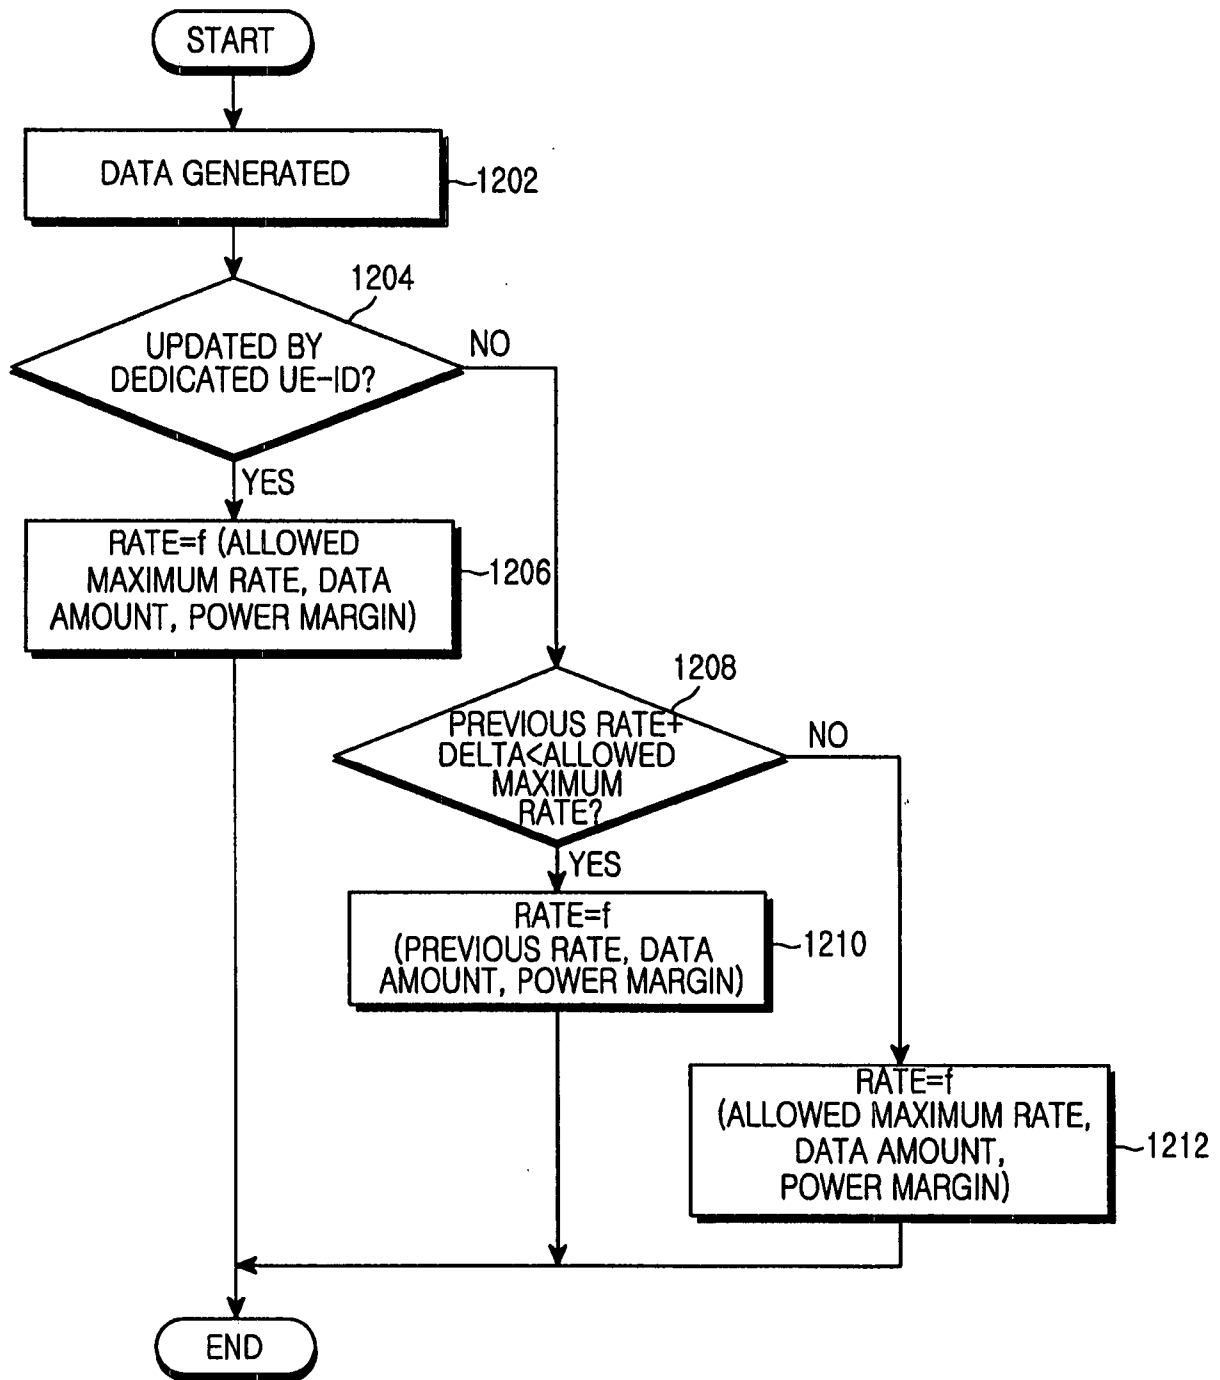 START
DATA GENERATED
1202
1204
UPDATED BY
DEDICATED UE-ID?
NO
YES
RATE=f (ALLOWED
MAXIMUM RATE, DATA
AMOUNT, POWER MARGIN)
1206
1208
PREVIOUS RATE+
DELTA<ALLOWED
MAXIMUM
RATE?
NO
YES
RATE=f
(PREVIOUS RATE, DATA
AMOUNT, POWER MARGIN)
1210
RATE=f
(ALLOWED MAXIMUM RATE,
DATA AMOUNT,
POWER MARGIN)
1212
END